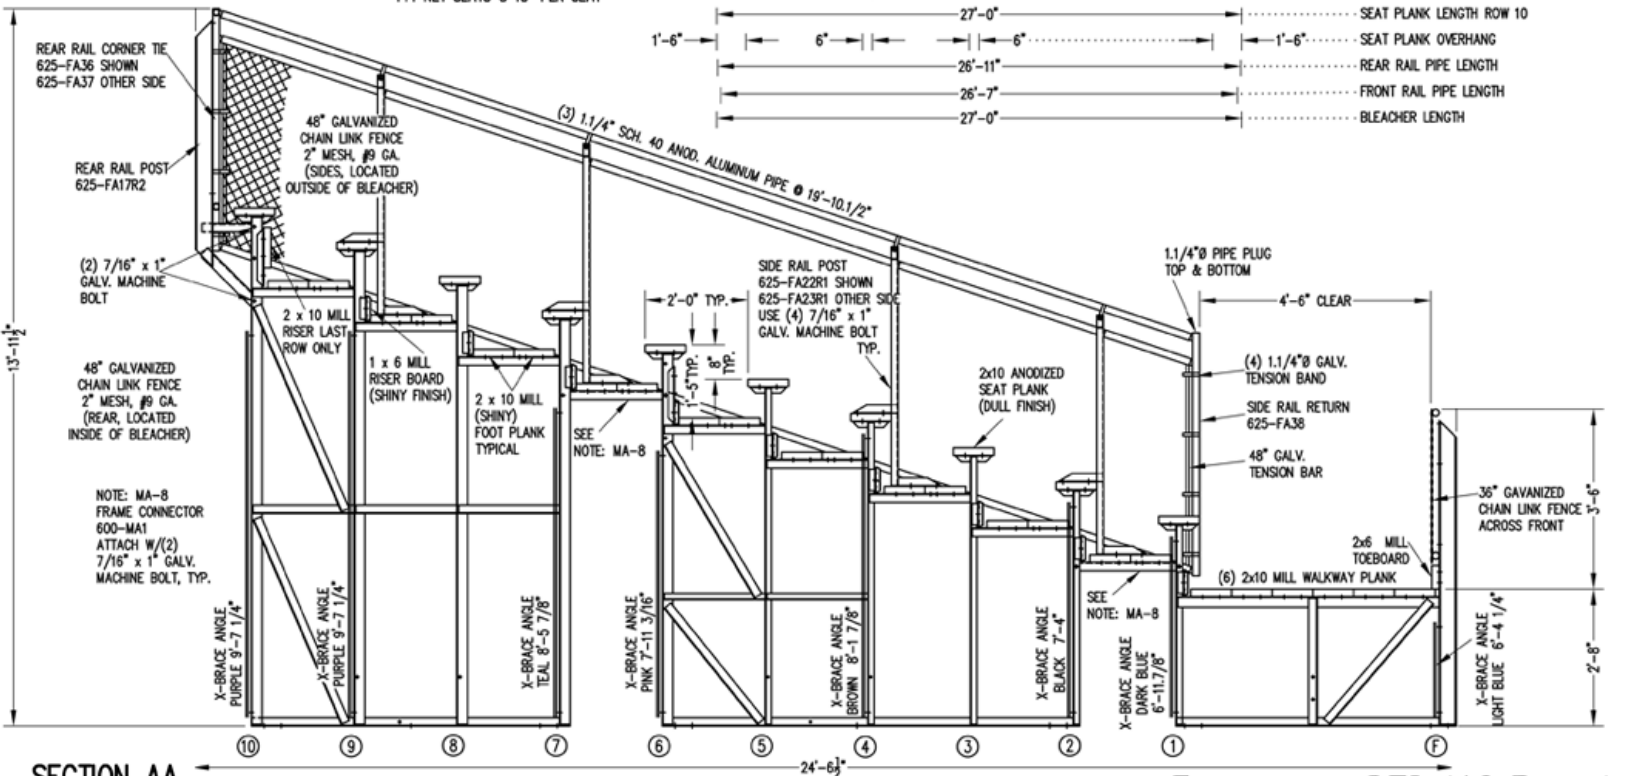 27'-0"
SEAT PLANK LENGTH ROW 10
1'-6"
6"
6"
1'-6"
SEAT PLANK OVERHANG
26'-11"
REAR RAIL PIPE LENGTH
26'-7"
FRONT RAIL PIPE LENGTH
27'-0"
BLEACHER LENGTH
REAR RAIL CORNER TIE
625-FA36 SHOWN
625-FA37 OTHER SIDE
48" GALVANIZED
CHAIN LINK FENCE
2" MESH, #9 GA.
(SIDES, LOCATED
OUTSIDE OF BLEACHER)
(3) 1.1/4" SCH. 40 ANOD. ALUMINUM PIPE @ 19'-10.1/2"
REAR RAIL POST
625-FA17R2
(2) 7/16" x 1"
GALV. MACHINE
BOLT
2 x 10 MILL
RISER LAST
ROW ONLY
1 x 6 MILL
RISER BOARD
(SHINY FINISH)
2 x 10 MILL
(SHINY)
FOOT PLANK
TYPICAL
SEE
NOTE: MA-8
2'-0" TYP.
1'-5" TYP.
8"
TYP.
SIDE RAIL POST
625-FA22R1 SHOWN
625-FA23R1 OTHER SIDE
USE (4) 7/16" x 1"
GALV. MACHINE BOLT
TYP.
2x10 ANODIZED
SEAT PLANK
(DULL FINISH)
1.1/4"Ø PIPE PLUG
TOP & BOTTOM
4'-6" CLEAR
(4) 1.1/4"Ø GALV.
TENSION BAND
SIDE RAIL RETURN
625-FA38
48" GALV.
TENSION BAR
36" GAVANIZED
CHAIN LINK FENCE
ACROSS FRONT
3'-6"
2x6 MILL
TOEBOARD
(6) 2x10 MILL WALKWAY PLANK
SEE
NOTE: MA-8
2'-8"
13'-11½"
48" GALVANIZED
CHAIN LINK FENCE
2" MESH, #9 GA.
(REAR, LOCATED
INSIDE OF BLEACHER)
NOTE: MA-8
FRAME CONNECTOR
600-MA1
ATTACH W/(2)
7/16" x 1" GALV.
MACHINE BOLT, TYP.
X-BRACE ANGLE
PURPLE 9'-7 1/4"
X-BRACE ANGLE
PURPLE 9'-7 1/4"
X-BRACE ANGLE
TEAL 8'-5 7/8"
X-BRACE ANGLE
PINK 7'-11 3/16"
X-BRACE ANGLE
BROWN 8'-1 7/8"
X-BRACE ANGLE
BLACK 7'-4"
X-BRACE ANGLE
DARK BLUE
6'-11.7/8"
X-BRACE ANGLE
LIGHT BLUE 6'-4 1/4"
10 9 8 7 6 5 4 3 2 1 F
SECTION AA